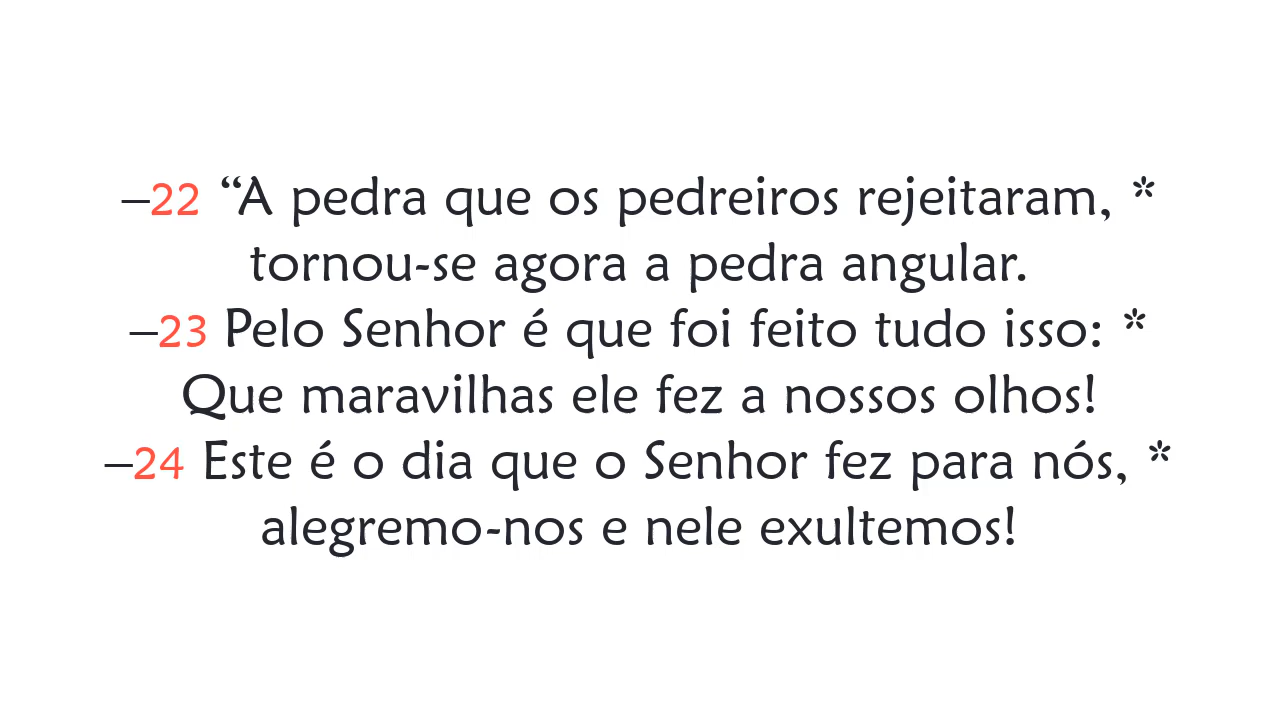 –22 “A pedra que os pedreiros rejeitaram, *
tornou-se agora a pedra angular.
–23 Pelo Senhor é que foi feito tudo isso: *
Que maravilhas ele fez a nossos olhos!
–24 Este é o dia que o Senhor fez para nós, *
alegremo-nos e nele exultemos!